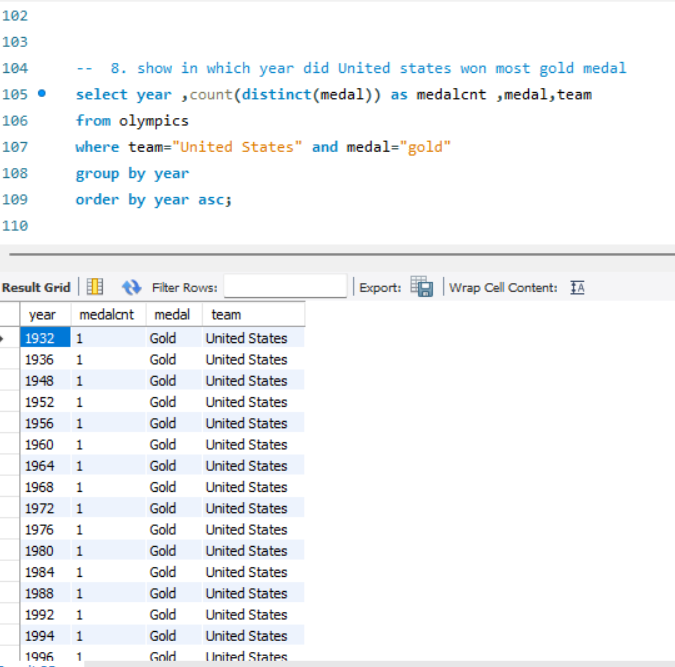 102
103
104 -- 8. show in which year did United states won most gold medal
105 select year ,count(distinct(medal)) as medalcnt ,medal,team
106 from olympics
107 where team="United States" and medal="gold"
108 group by year
109 order by year asc;
110
Result Grid Filter Rows: Export: Wrap Cell Content: IA
year medalcnt medal team
1932 1 Gold United States
1936 1 Gold United States
1948 1 Gold United States
1952 1 Gold United States
1956 1 Gold United States
1960 1 Gold United States
1964 1 Gold United States
1968 1 Gold United States
1972 1 Gold United States
1976 1 Gold United States
1980 1 Gold United States
1984 1 Gold United States
1988 1 Gold United States
1992 1 Gold United States
1994 1 Gold United States
1996 1 Gold United States